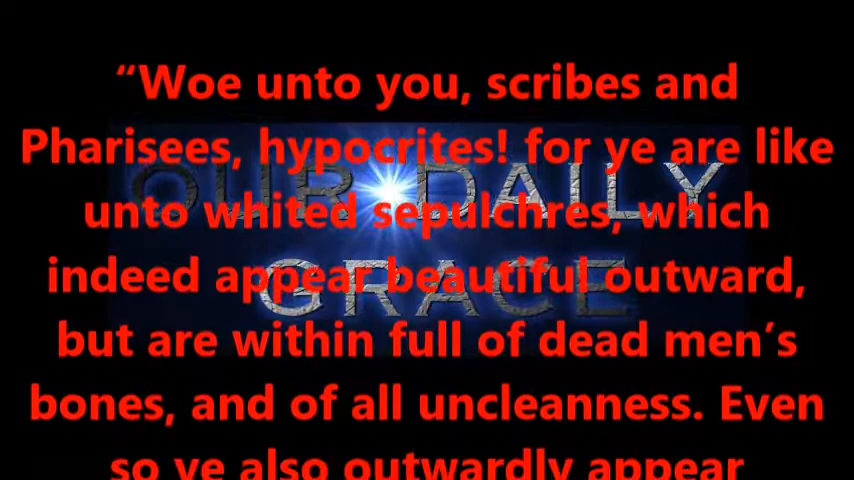 “Woe unto you, scribes and
Pharisees, hypocrites! for ye are like
OUR DAILY
unto whited sepulchres, which
indeed appear beautiful outward,
GRACE
but are within full of dead men’s
bones, and of all uncleanness. Even
so ye also outwardly appear